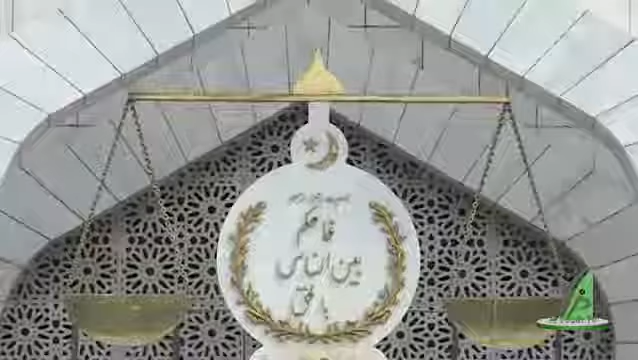 فاحکم
بین الناس
بالحق